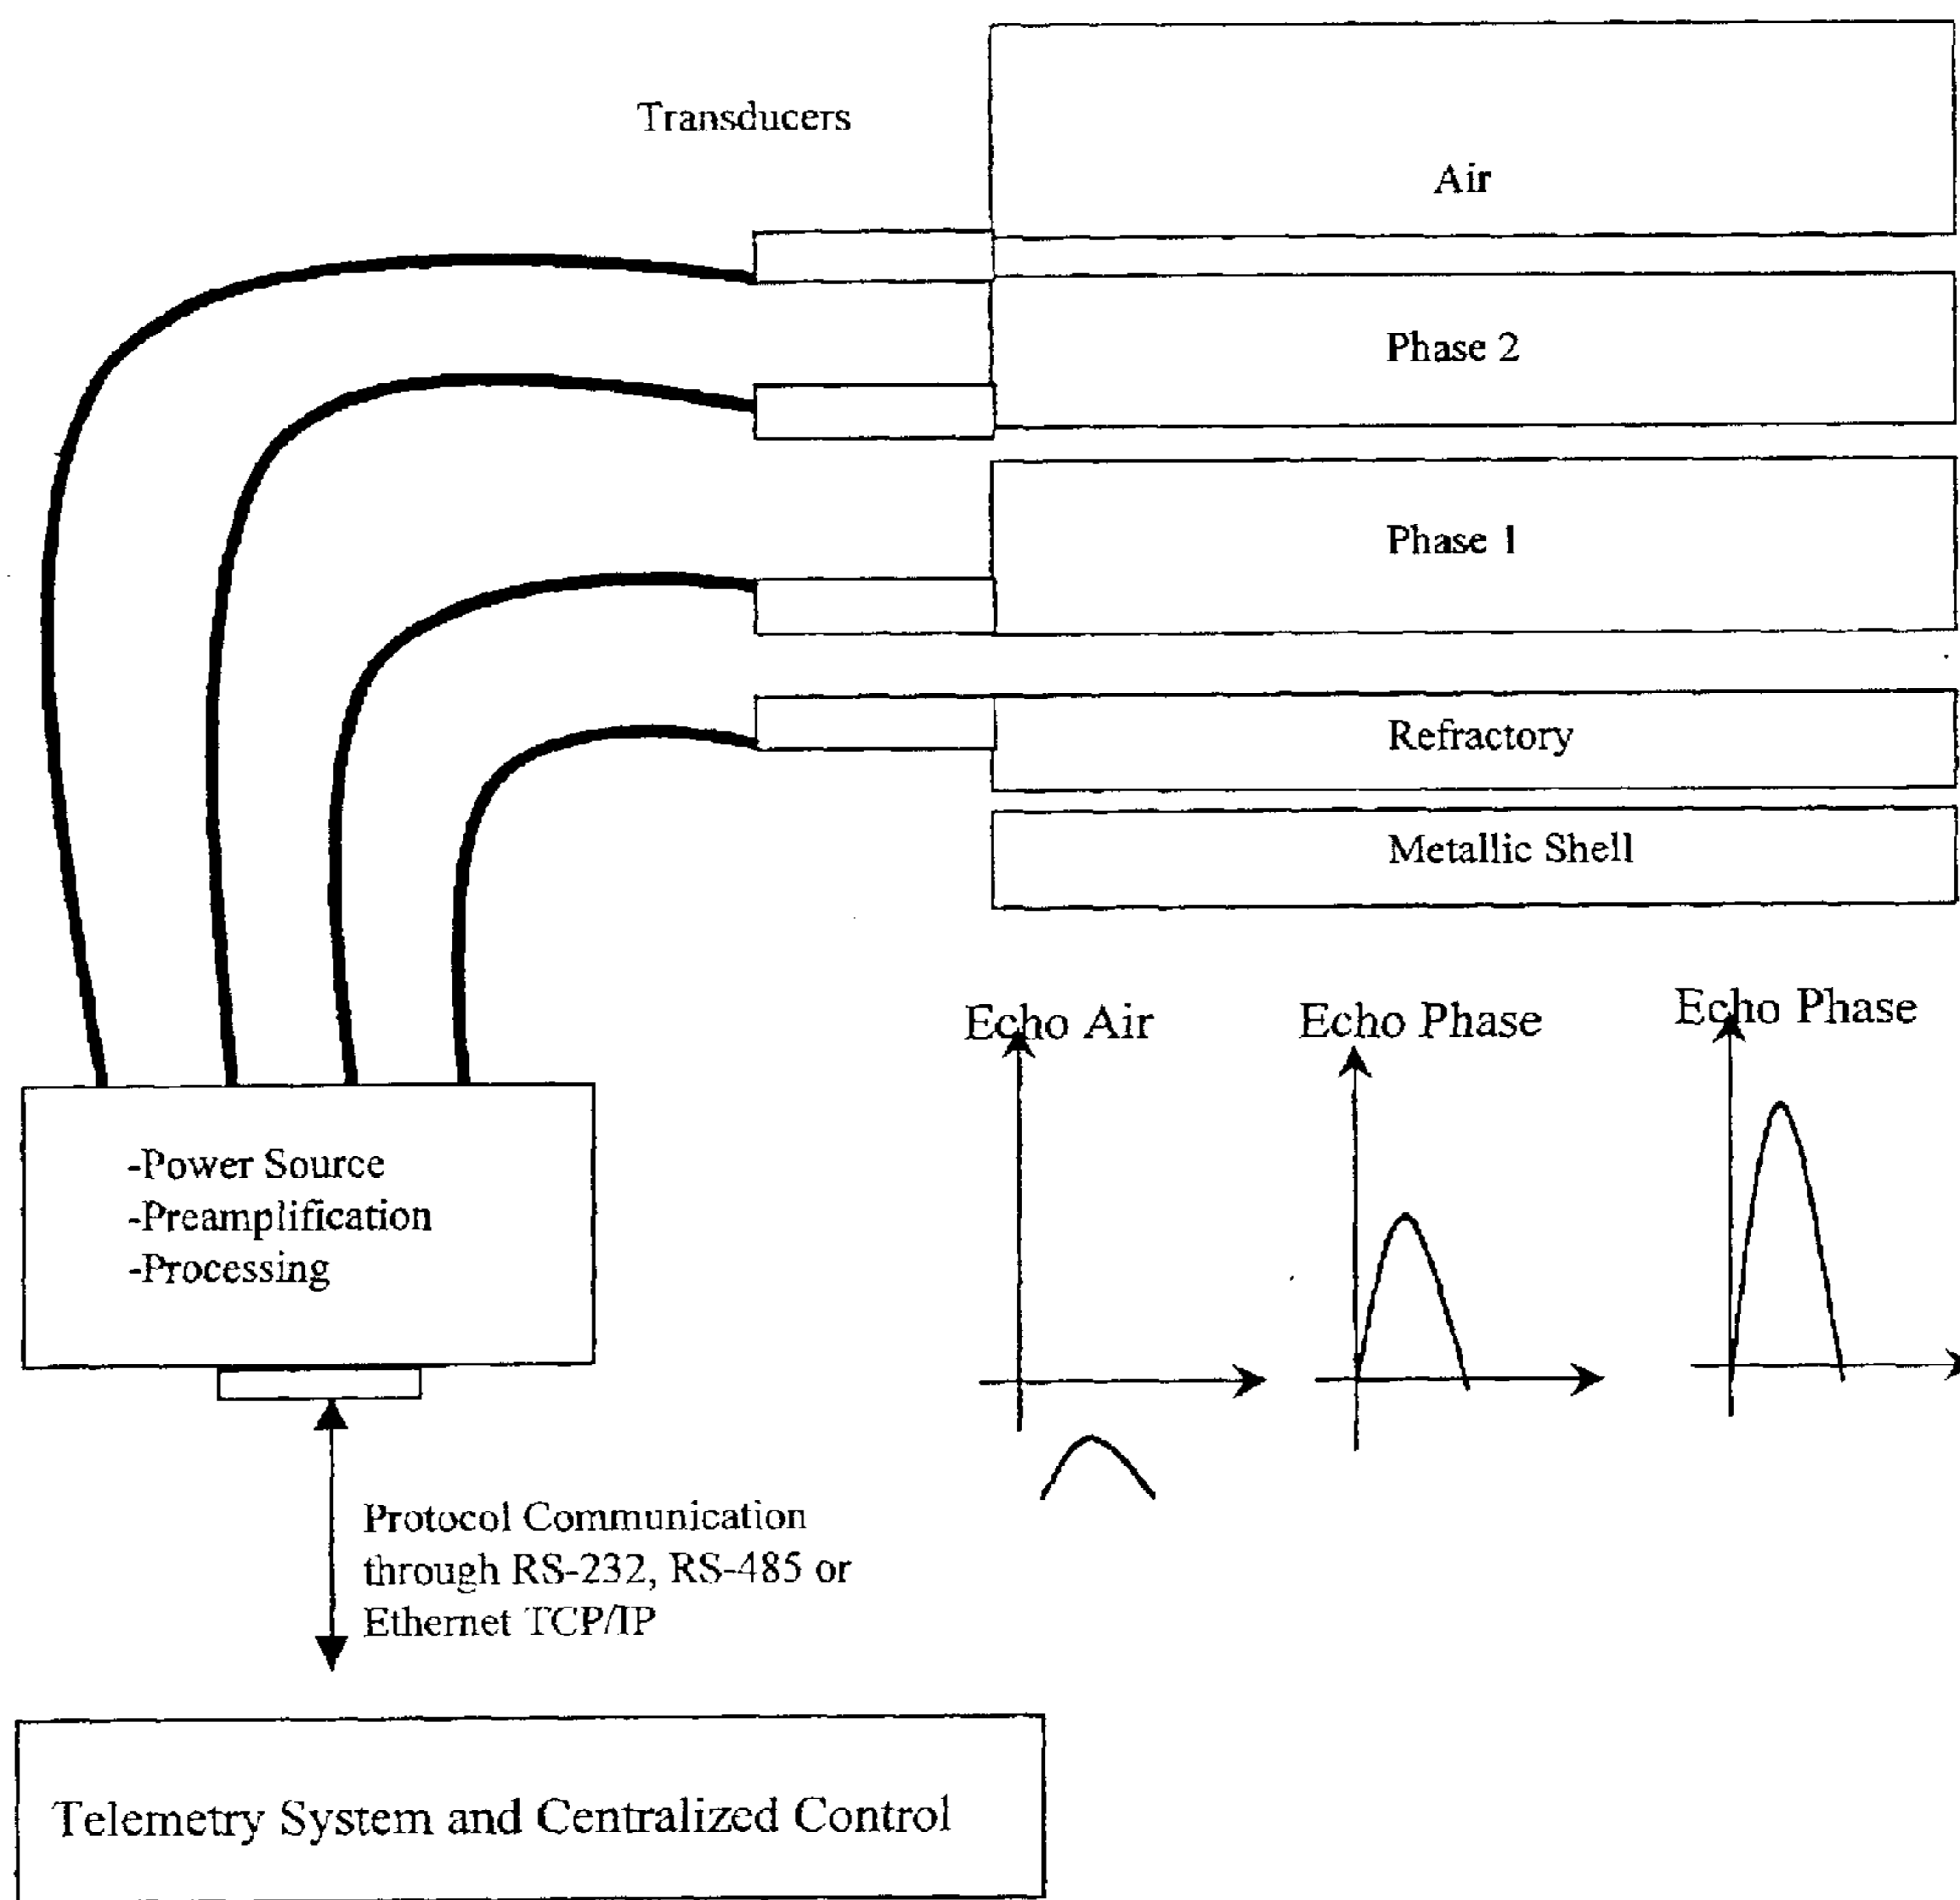 Transducers
Air
Phase 2
Phase 1
Refractory
Metallic Shell
Echo Air
Echo Phase
Echo Phase
-Power Source
-Preamplification
-Processing
Protocol Communication
through RS-232, RS-485 or
Ethernet TCP/IP
Telemetry System and Centralized Control